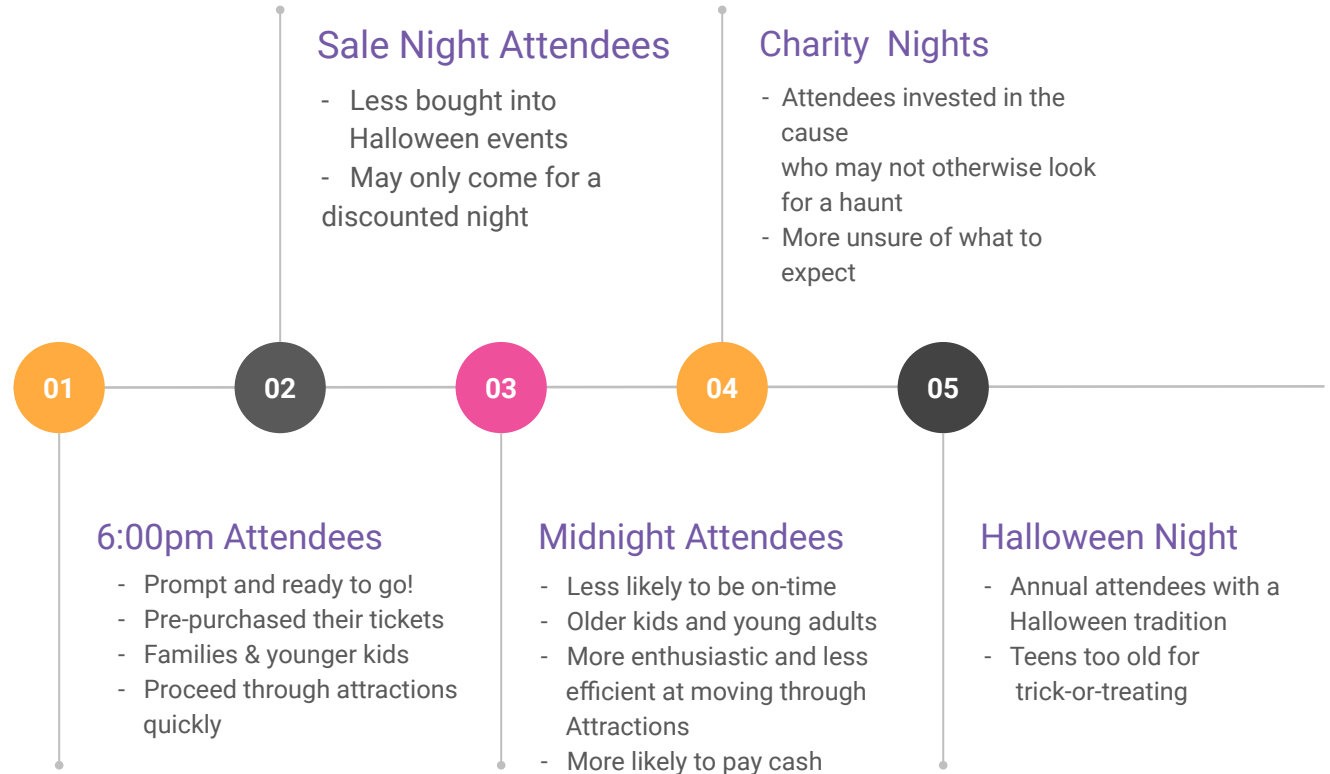 Sale Night Attendees
- Less bought into
Halloween events
- May only come for a
discounted night
Charity  Nights
- Attendees invested in the
cause
who may not otherwise look
for a haunt
- More unsure of what to
expect
01
02
03
04
05
6:00pm Attendees
- Prompt and ready to go!
- Pre-purchased their tickets
- Families & younger kids
- Proceed through attractions
quickly
Midnight Attendees
- Less likely to be on-time
- Older kids and young adults
- More enthusiastic and less
efficient at moving through
Attractions
- More likely to pay cash
Halloween Night
- Annual attendees with a
Halloween tradition
- Teens too old for
trick-or-treating